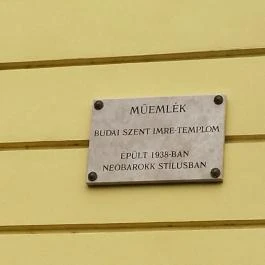 MŰEMLÉK
BUDAI SZENT IMRE-TEMPLOM
ÉPÜLT 1938-BAN
NEOBAROKK STÍLUSBAN